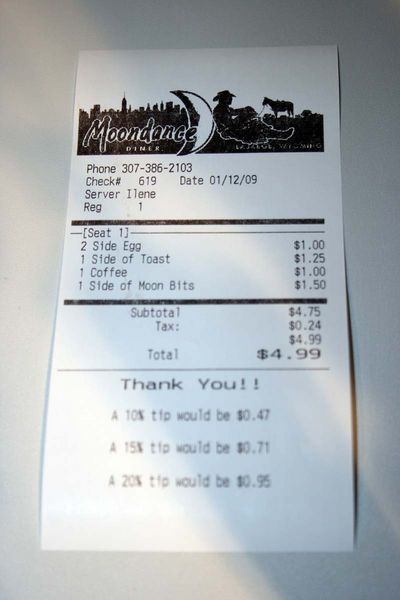 Moondance
DINER.
LABARGE, WYOMING
Phone 307-386-2103
Check# 619 Date 01/12/09
Server Ilene
Reg 1
[Seat 1]
2 Side Egg $1.00
1 Side of Toast $1.25
1 Coffee $1.00
1 Side of Moon Bits $1.50
Subtotal $4.75
Tax: $0.24
$4.99
Total $4.99
Thank You!!
A 10% tip would be $0.47
A 15% tip would be $0.71
A 20% tip would be $0.95